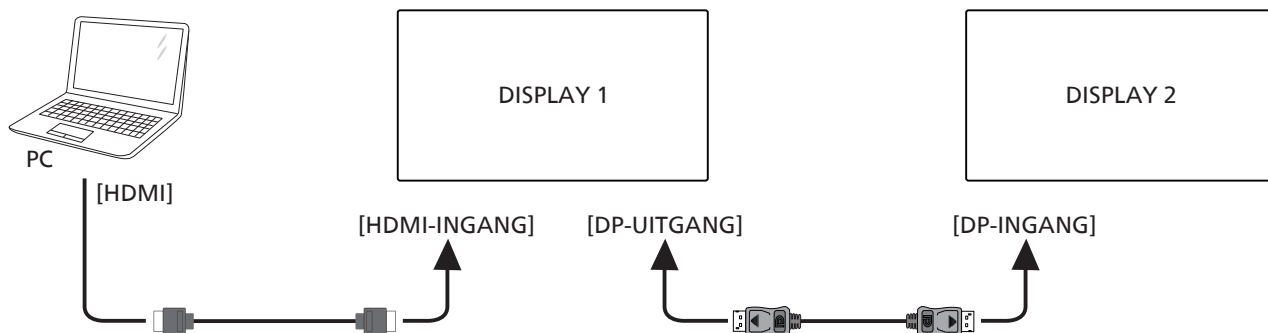 DISPLAY 1
DISPLAY 2
PC
[HDMI]
[HDMI-INGANG]
[DP-UITGANG]
[DP-INGANG]